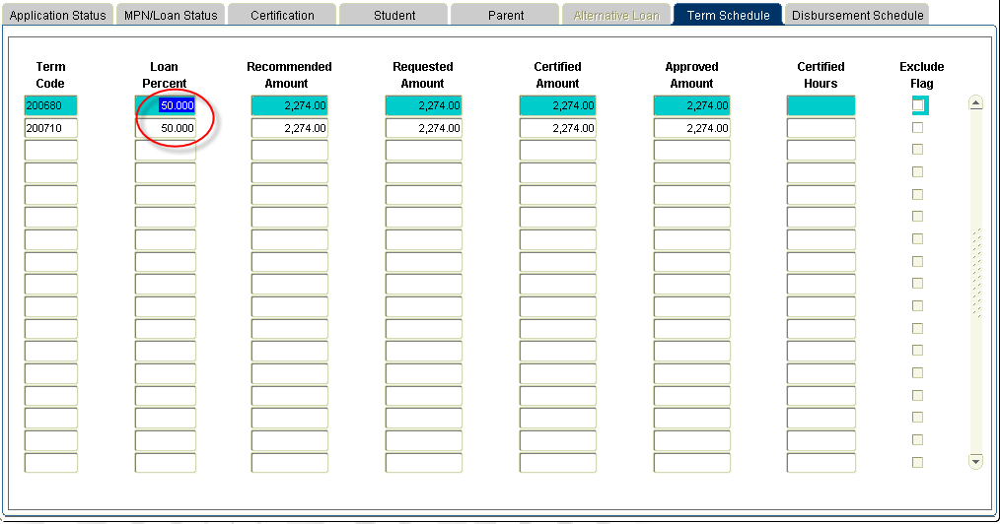 Application Status MPN/Loan Status Certification Student Parent Alternative Loan Term Schedule Disbursement Schedule
Term Loan Recommended Requested Certified Approved Certified Exclude
Code Percent Amount Amount Amount Amount Hours Flag
200680 50.000 2,274.00 2,274.00 2,274.00 2,274.00
200710 50.000 2,274.00 2,274.00 2,274.00 2,274.00